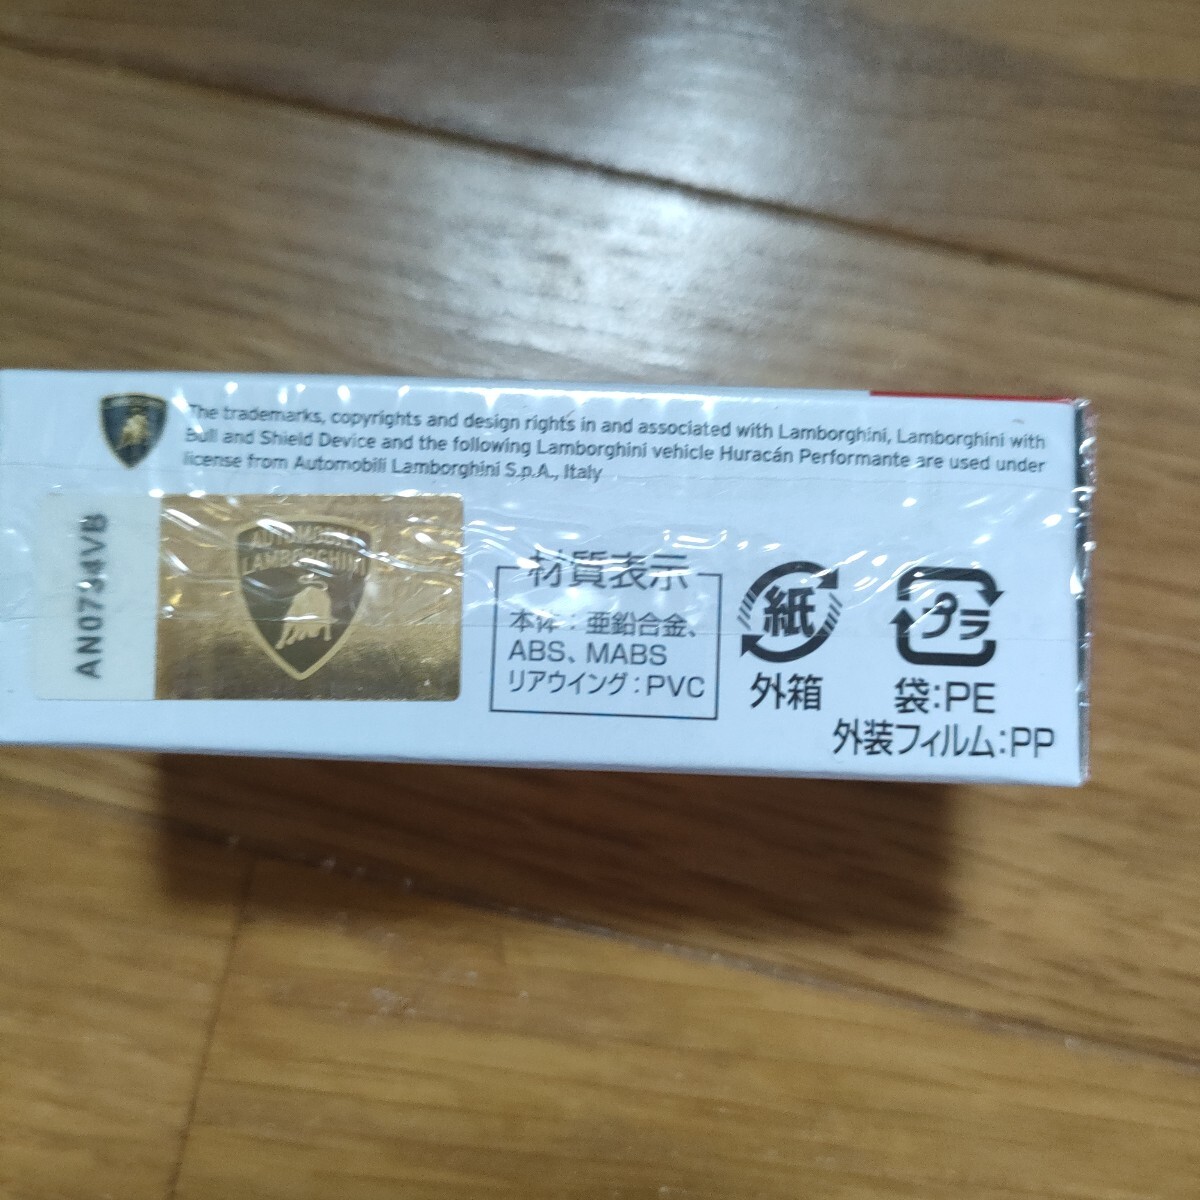 The trademarks, copyrights and design rights in and associated with Lamborghini, Lamborghini with
Bull and Shield Device and the following Lamborghini vehicle Huracán Performante are used under
license from Automobili Lamborghini S.p.A., Italy
AUTOMOBILI
LAMBORGHINI
材質表示
本体：亜鉛合金、
ABS、MABS
リアウイング：PVC
紙
外箱
プラ
袋：PE
外装フィルム：PP